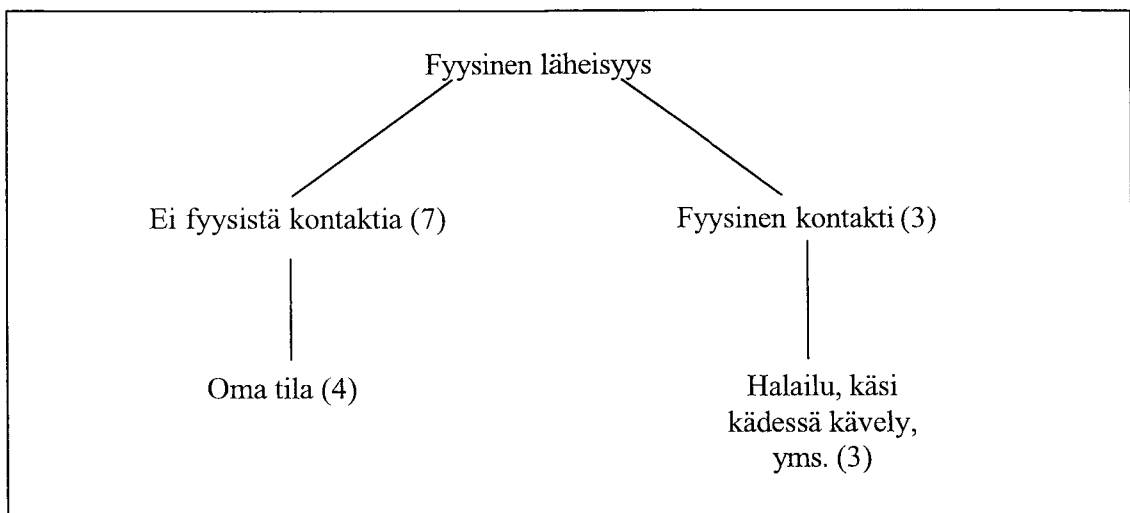 Fyysinen läheisyys
Ei fyysistä kontaktia (7)
Fyysinen kontakti (3)
Oma tila (4)
Halailu, käsi
kädessä kävely,
yms. (3)